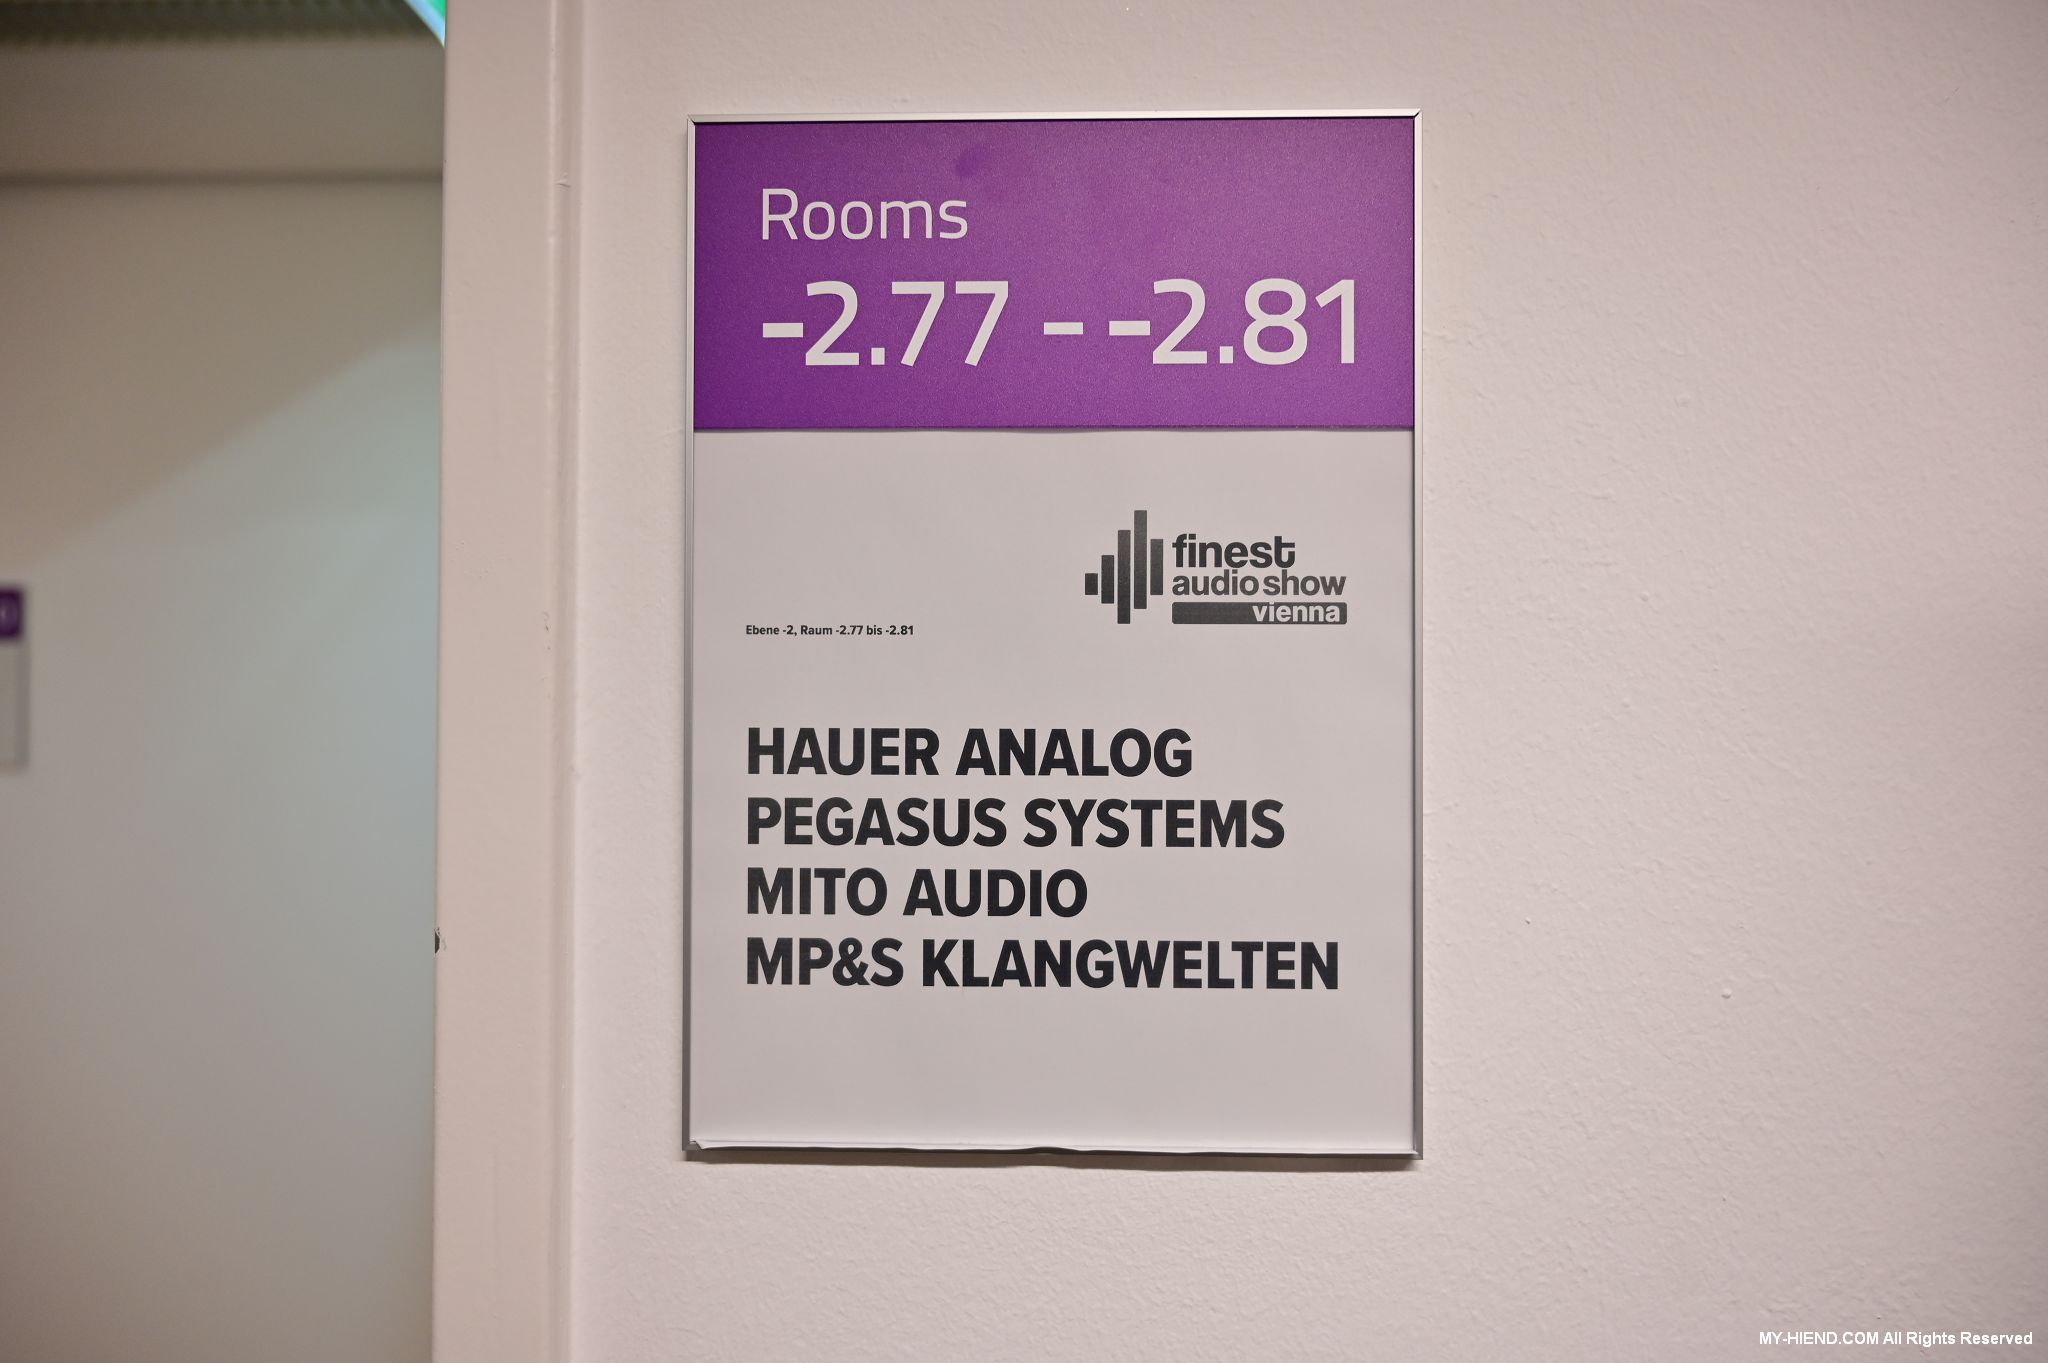 Rooms
-2.77 - -2.81
finest
audio show
vienna
Ebene -2, Raum -2.77 bis -2.81
HAUER ANALOG
PEGASUS SYSTEMS
MITO AUDIO
MP&S KLANGWELTEN
MY-HIEND.COM All Rights Reserved